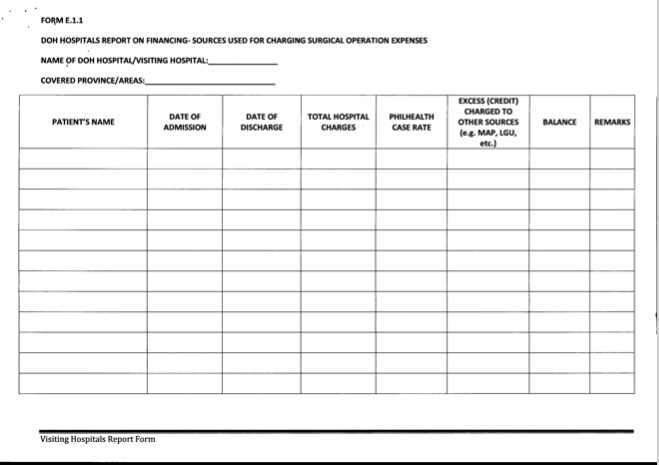 FORM E.1.1
DOH HOSPITALS REPORT ON FINANCING- SOURCES USED FOR CHARGING SURGICAL OPERATION EXPENSES
NAME OF DOH HOSPITAL/VISITING HOSPITAL:
COVERED PROVINCE/AREAS:
PATIENT'S NAME
DATE OF
ADMISSION
DATE OF
DISCHARGE
TOTAL HOSPITAL
CHARGES
PHILHEALTH
CASE RATE
EXCESS (CREDIT)
CHARGED TO
OTHER SOURCES
(e.g. MAP, LGU,
etc.)
BALANCE
REMARKS
Visiting Hospitals Report Form